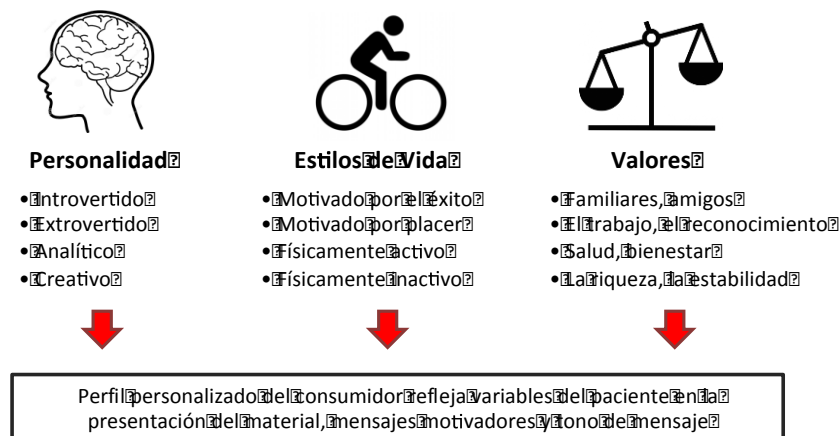 Personalidad
• Introvertido
• Extrovertido
• Analítico
• Creativo
Estilos de Vida
• Motivado por el éxito
• Motivado por placer
• Físicamente activo
• Físicamente inactivo
Valores
• Familiares, amigos
• El trabajo, el reconocimiento
• Salud, bienestar
• La riqueza, la estabilidad
Perfil personalizado del consumidor refleja variables del paciente en la
presentación del material, mensajes motivadores y tono de mensaje